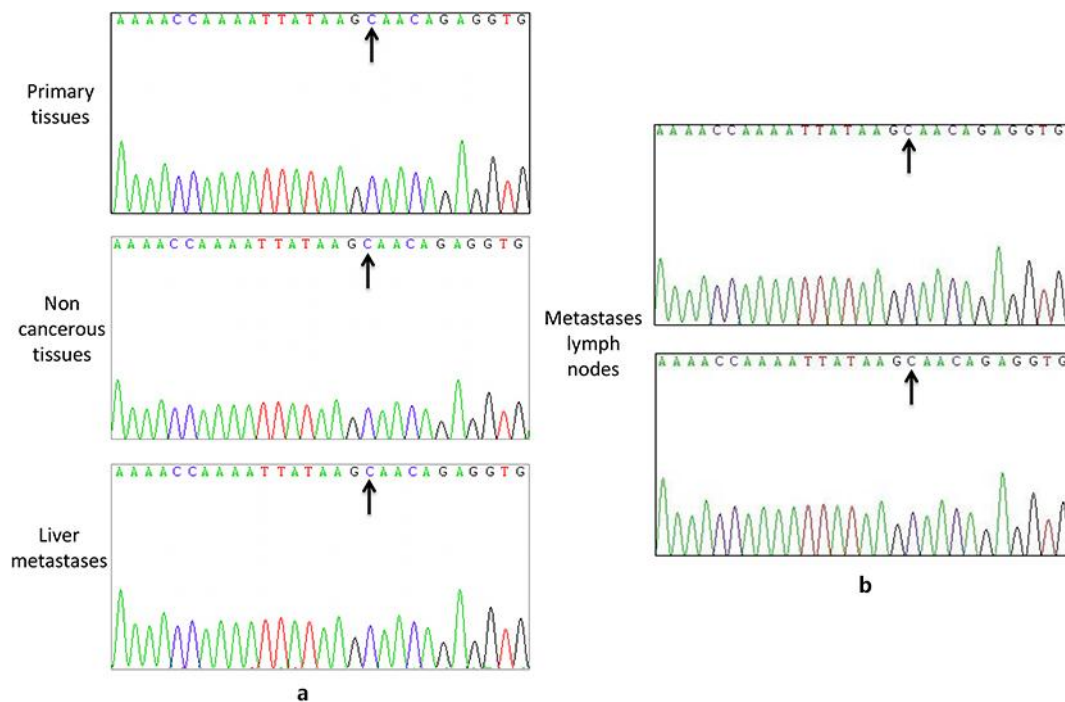 AAAACCAAAATTATAAGCAACAGAGGTG
Primary
tissues
AAAACCAAAATTATAAGCAACAGAGGTG
Non
cancerous
tissues
AAAACCAAAATTATAAGCAACAGAGGTG
Liver
metastases
a
AAAACCAAAATTATAAGCAACAGAGGTG
Metastases
lymph
nodes
AAAACCAAAATTATAAGCAACAGAGGTG
b